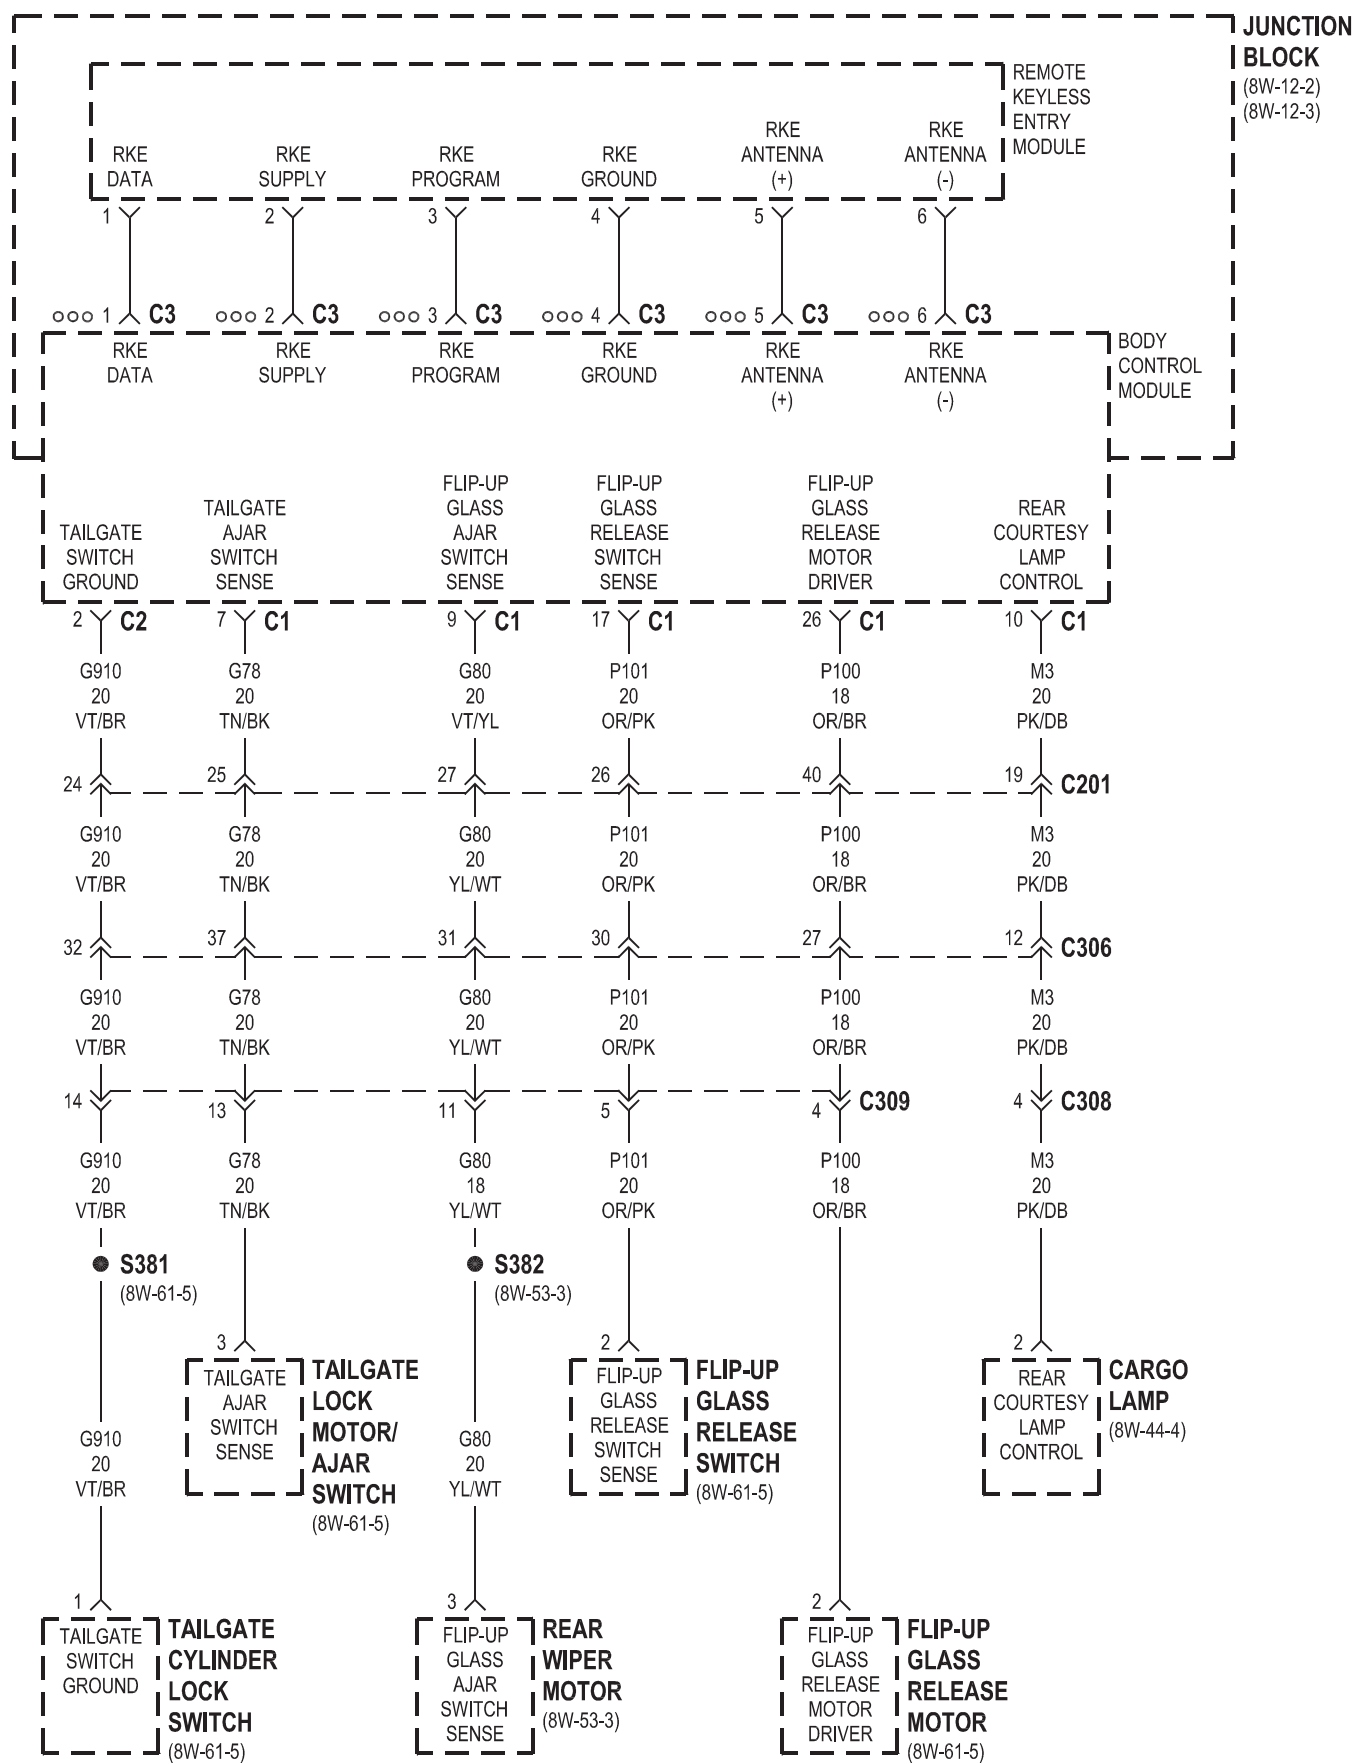 JUNCTION
BLOCK
(8W-12-2)
(8W-12-3)
REMOTE
KEYLESS
ENTRY
MODULE
RKE
DATA
RKE
SUPPLY
RKE
PROGRAM
RKE
GROUND
RKE
ANTENNA
(+)
RKE
ANTENNA
(-)
1 2 3 4 5 6
1 C3 2 C3 3 C3 4 C3 5 C3 6 C3
RKE
DATA
RKE
SUPPLY
RKE
PROGRAM
RKE
GROUND
RKE
ANTENNA
(+)
RKE
ANTENNA
(-)
BODY
CONTROL
MODULE
TAILGATE
SWITCH
GROUND
TAILGATE
AJAR
SWITCH
SENSE
FLIP-UP
GLASS
AJAR
SWITCH
SENSE
FLIP-UP
GLASS
RELEASE
SWITCH
SENSE
FLIP-UP
GLASS
RELEASE
MOTOR
DRIVER
REAR
COURTESY
LAMP
CONTROL
2 C2 7 C1 9 C1 17 C1 26 C1 10 C1
G910 G78 G80 P101 P100 M3
20 20 20 20 18 20
VT/BR TN/BK VT/YL OR/PK OR/BR PK/DB
24 25 27 26 40 19 C201
G910 G78 G80 P101 P100 M3
20 20 20 20 18 20
VT/BR TN/BK YL/WT OR/PK OR/BR PK/DB
32 37 31 30 27 12 C306
G910 G78 G80 P101 P100 M3
20 20 20 20 18 20
VT/BR TN/BK YL/WT OR/PK OR/BR PK/DB
14 13 11 5 4 C309 4 C308
G910 G78 G80 P101 P100 M3
20 20 18 20 18 20
VT/BR TN/BK YL/WT OR/PK OR/BR PK/DB
S381
(8W-61-5)
S382
(8W-53-3)
3
TAILGATE
AJAR
SWITCH
SENSE
TAILGATE
LOCK
MOTOR/
AJAR
SWITCH
(8W-61-5)
2
FLIP-UP
GLASS
RELEASE
SWITCH
SENSE
FLIP-UP
GLASS
RELEASE
SWITCH
(8W-61-5)
2
REAR
COURTESY
LAMP
CONTROL
CARGO
LAMP
(8W-44-4)
G910
20
VT/BR
G80
20
YL/WT
1
TAILGATE
SWITCH
GROUND
TAILGATE
CYLINDER
LOCK
SWITCH
(8W-61-5)
3
FLIP-UP
GLASS
AJAR
SWITCH
SENSE
REAR
WIPER
MOTOR
(8W-53-3)
2
FLIP-UP
GLASS
RELEASE
MOTOR
DRIVER
FLIP-UP
GLASS
RELEASE
MOTOR
(8W-61-5)